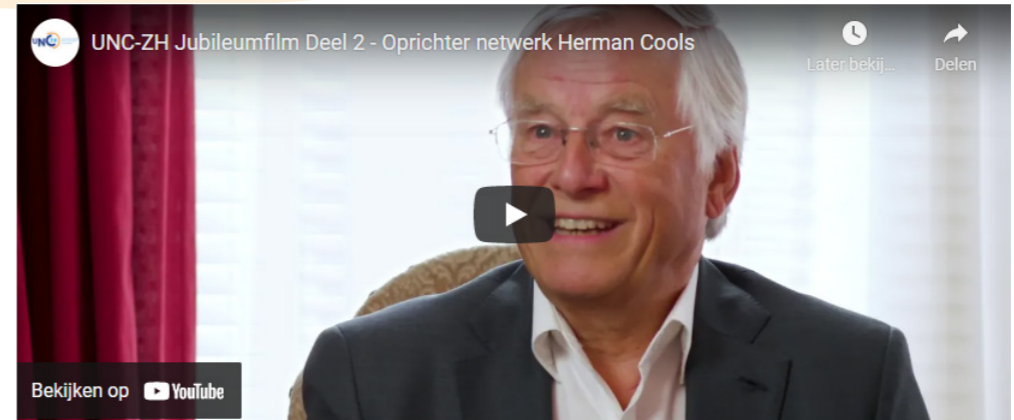 UNC-ZH Jubileumfilm Deel 2 - Oprichter netwerk Herman Cools
Later bekij...
Delen
Bekijken op YouTube